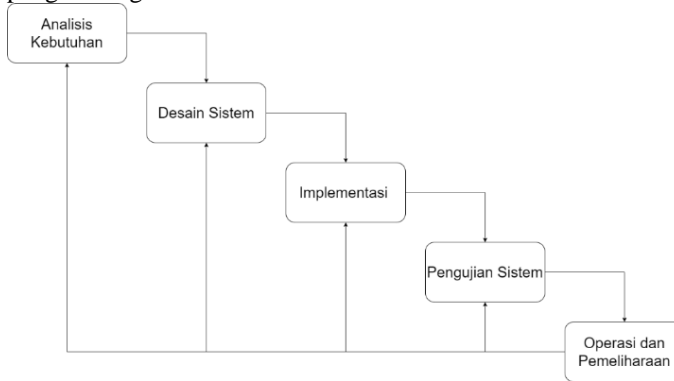 Analisis
Kebutuhan
Desain Sistem
Implementasi
Pengujian Sistem
Operasi dan
Pemeliharaan